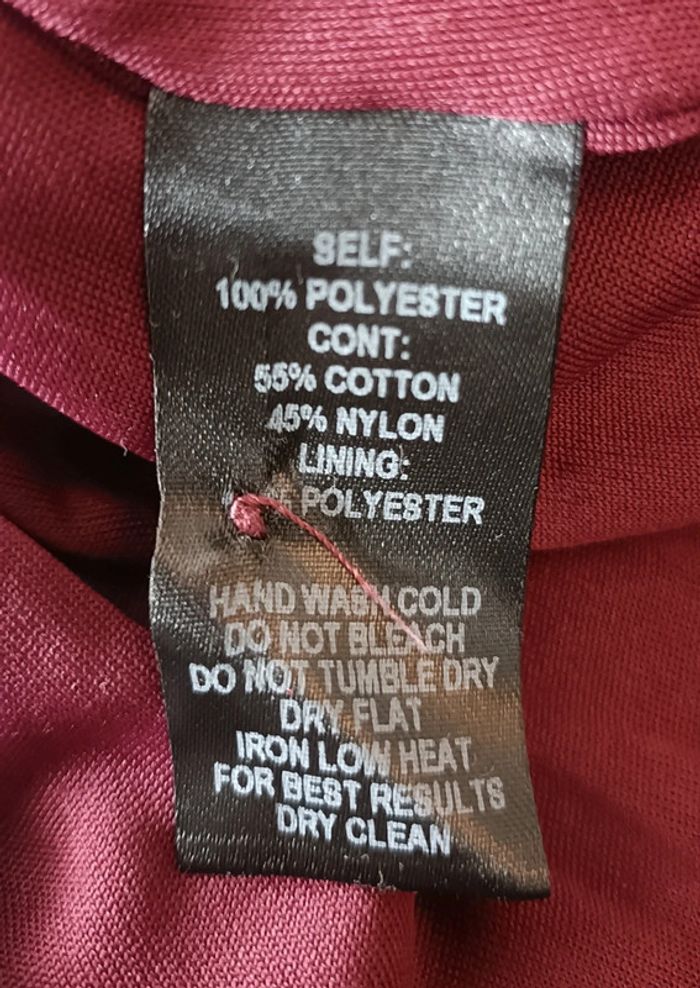 SELF:
100% POLYESTER
CONT:
55% COTTON
45% NYLON
LINING:
POLYESTER
HAND WASH COLD
DO NOT BLEACH
DO NOT TUMBLE DRY
DRY FLAT
IRON LOW HEAT
FOR BEST RESULTS
DRY CLEAN